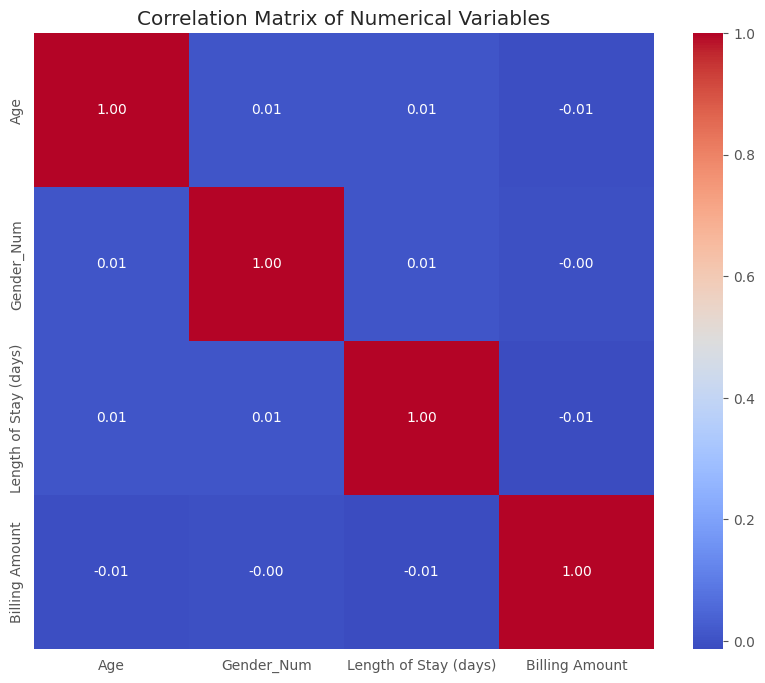 Correlation Matrix of Numerical Variables
Age
1.00 0.01 0.01 -0.01
Gender_Num
0.01 1.00 0.01 -0.00
Length of Stay (days)
0.01 0.01 1.00 -0.01
Billing Amount
-0.01 -0.00 -0.01 1.00
Age Gender_Num Length of Stay (days) Billing Amount
1.0
0.8
0.6
0.4
0.2
0.0